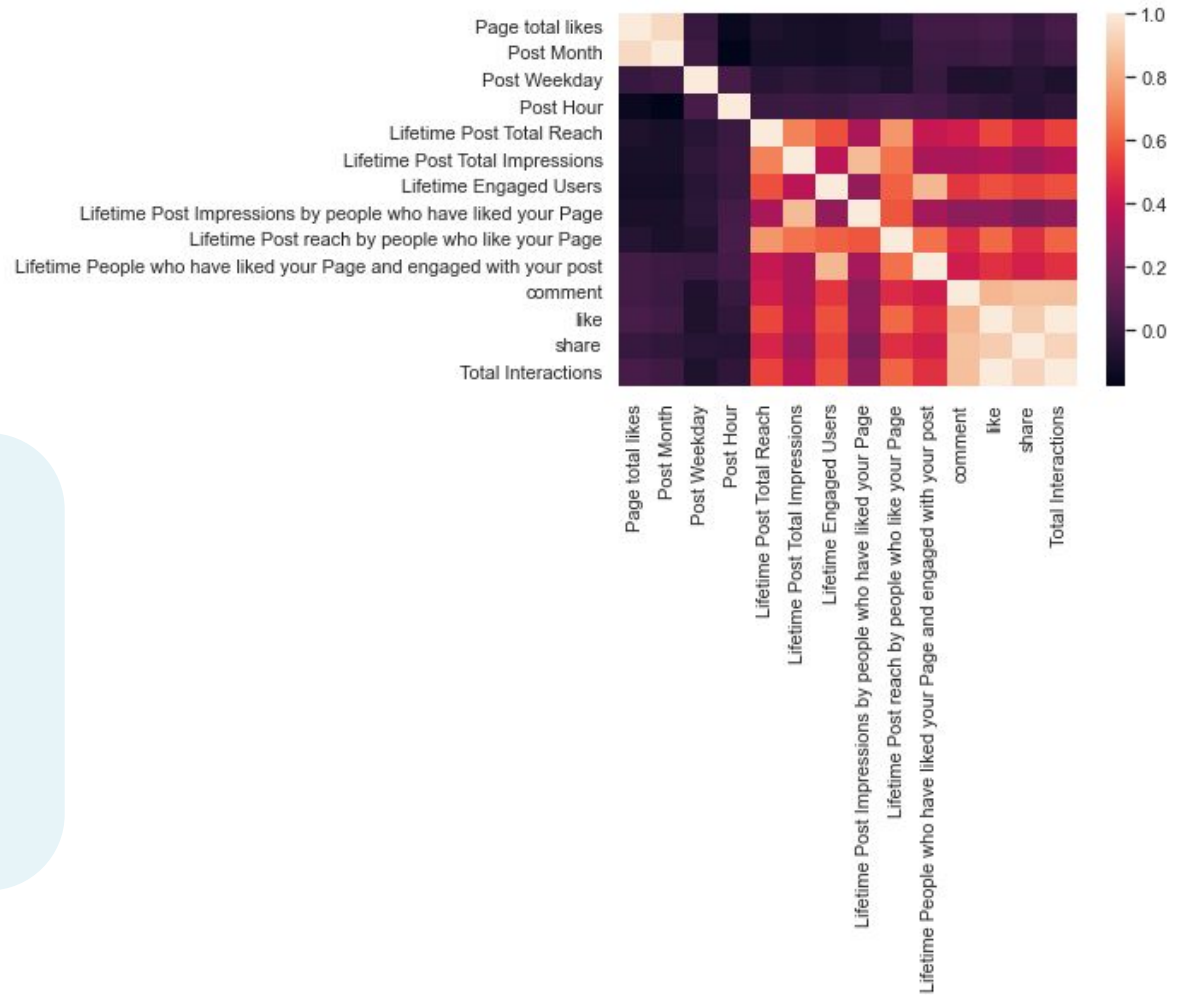 Page total likes
Post Month
Post Weekday
Post Hour
Lifetime Post Total Reach
Lifetime Post Total Impressions
Lifetime Engaged Users
Lifetime Post Impressions by people who have liked your Page
Lifetime Post reach by people who like your Page
Lifetime People who have liked your Page and engaged with your post
comment
like
share
Total Interactions
1.0
0.8
0.6
0.4
0.2
0.0
Page total likes
Post Month
Post Weekday
Post Hour
Lifetime Post Total Reach
Lifetime Post Total Impressions
Lifetime Engaged Users
Lifetime Post Impressions by people who have liked your Page
Lifetime Post reach by people who like your Page
Lifetime People who have liked your Page and engaged with your post
comment
like
share
Total Interactions